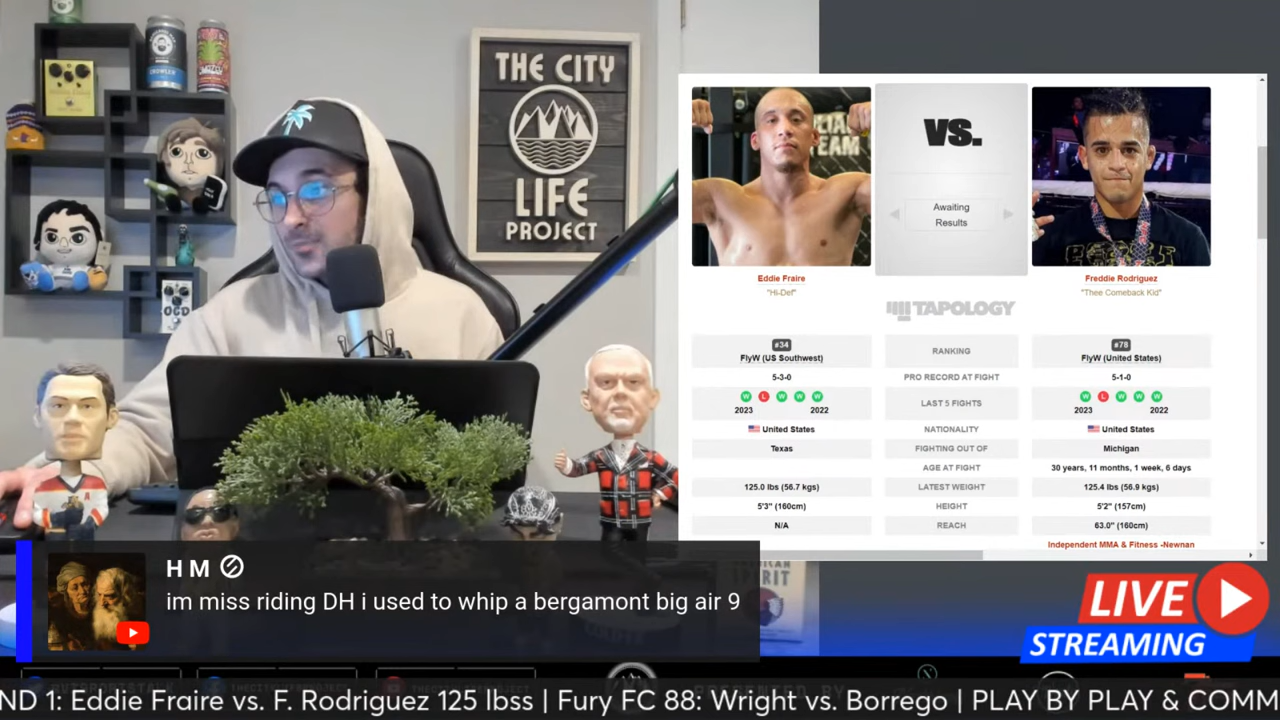 THE CITY
LIFE
PROJECT
OCD
VS.
Awaiting
Results
Eddie Fraire
"Hi-Def"
Freddie Rodriguez
"Thee Comeback Kid"
TAPOLOGY
#34
FlyW (US Southwest)
RANKING
#78
FlyW (United States)
5-3-0
PRO RECORD AT FIGHT
5-1-0
W L W W W
2023 2022
LAST 5 FIGHTS
W L W W W
2023 2022
United States
NATIONALITY
United States
Texas
FIGHTING OUT OF
Michigan
AGE AT FIGHT
30 years, 11 months, 1 week, 6 days
125.0 lbs (56.7 kgs)
LATEST WEIGHT
125.4 lbs (56.9 kgs)
5'3" (160cm)
HEIGHT
5'2" (157cm)
N/A
REACH
63.0" (160cm)
Independent MMA & Fitness -Newnan
H M
im miss riding DH i used to whip a bergamont big air 9
SPIRIT
LIVE
STREAMING
ND 1: Eddie Fraire vs. F. Rodriguez 125 lbss | Fury FC 88: Wright vs. Borrego | PLAY BY PLAY & COMM